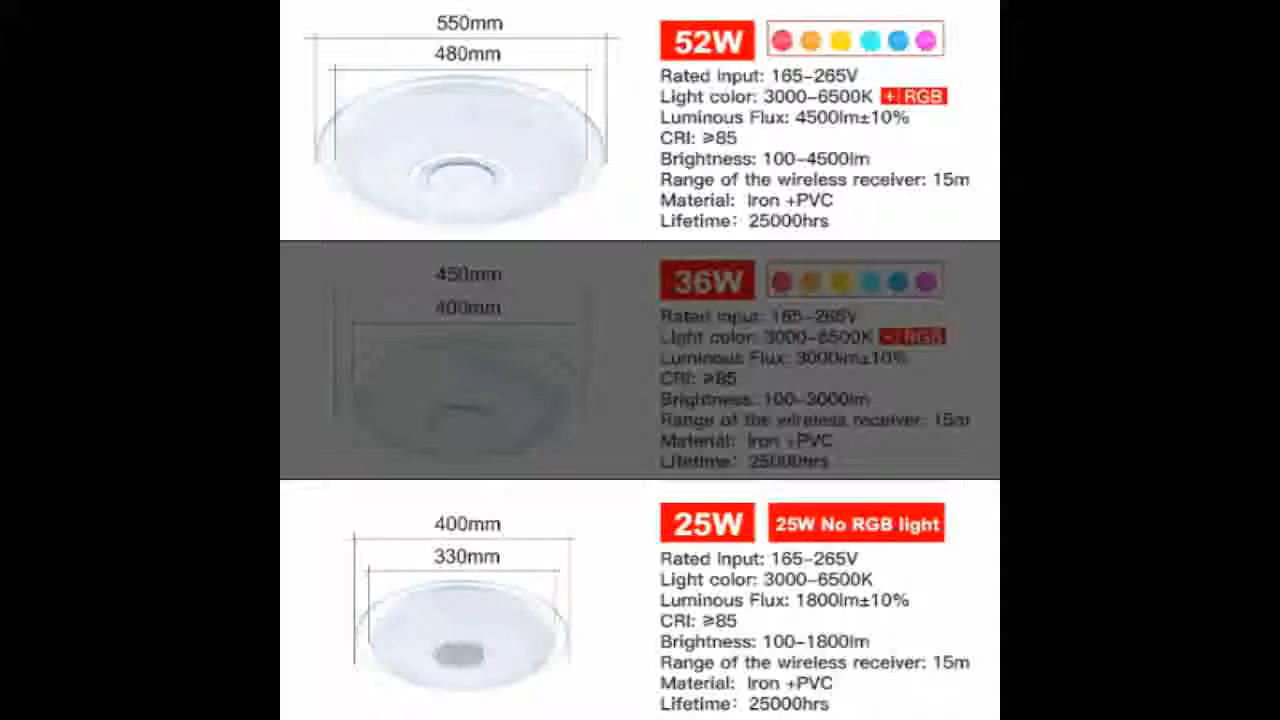 550mm
480mm
52W
Rated input: 165-265V
Light color: 3000-6500K + RGB
Luminous Flux: 4500lm±10%
CRI: ≥85
Brightness: 100-4500lm
Range of the wireless receiver: 15m
Material: Iron +PVC
Lifetime: 25000hrs
450mm
400mm
36W
Rated input: 165-265V
Light color: 3000-6500K + RGB
Luminous Flux: 3000lm±10%
CRI: ≥85
Brightness: 100-3000lm
Range of the wireless receiver: 15m
Material: Iron +PVC
Lifetime: 25000hrs
400mm
330mm
25W
25W No RGB light
Rated Input: 165-265V
Light color: 3000-6500K
Luminous Flux: 1800lm±10%
CRI: ≥85
Brightness: 100-1800lm
Range of the wireless receiver: 15m
Material: Iron +PVC
Lifetime: 25000hrs